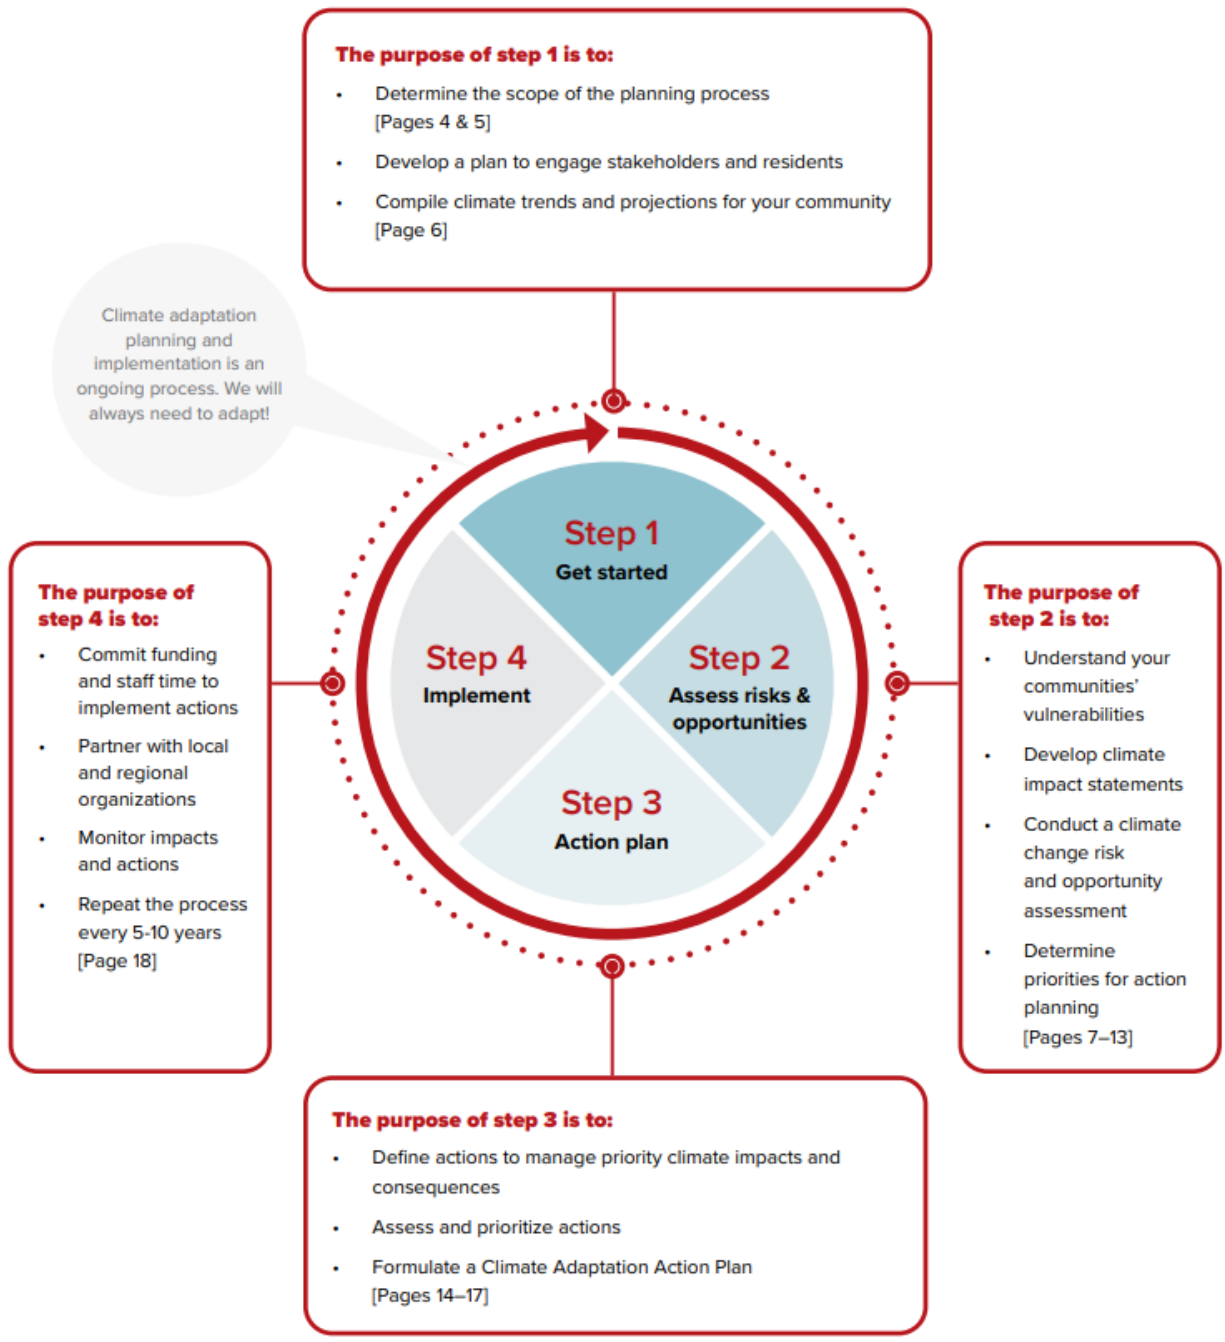 The purpose of step 1 is to:
• Determine the scope of the planning process
[Pages 4 & 5]
• Develop a plan to engage stakeholders and residents
• Compile climate trends and projections for your community
[Page 6]
Climate adaptation
planning and
implementation is an
ongoing process. We will
always need to adapt!
Step 1
Get started
Step 2
Assess risks &
opportunities
Step 3
Action plan
Step 4
Implement
The purpose of
step 2 is to:
• Understand your
communities’
vulnerabilities
• Develop climate
impact statements
• Conduct a climate
change risk
and opportunity
assessment
• Determine
priorities for action
planning
[Pages 7–13]
The purpose of step 3 is to:
• Define actions to manage priority climate impacts and
consequences
• Assess and prioritize actions
• Formulate a Climate Adaptation Action Plan
[Pages 14–17]
The purpose of
step 4 is to:
• Commit funding
and staff time to
implement actions
• Partner with local
and regional
organizations
• Monitor impacts
and actions
• Repeat the process
every 5-10 years
[Page 18]